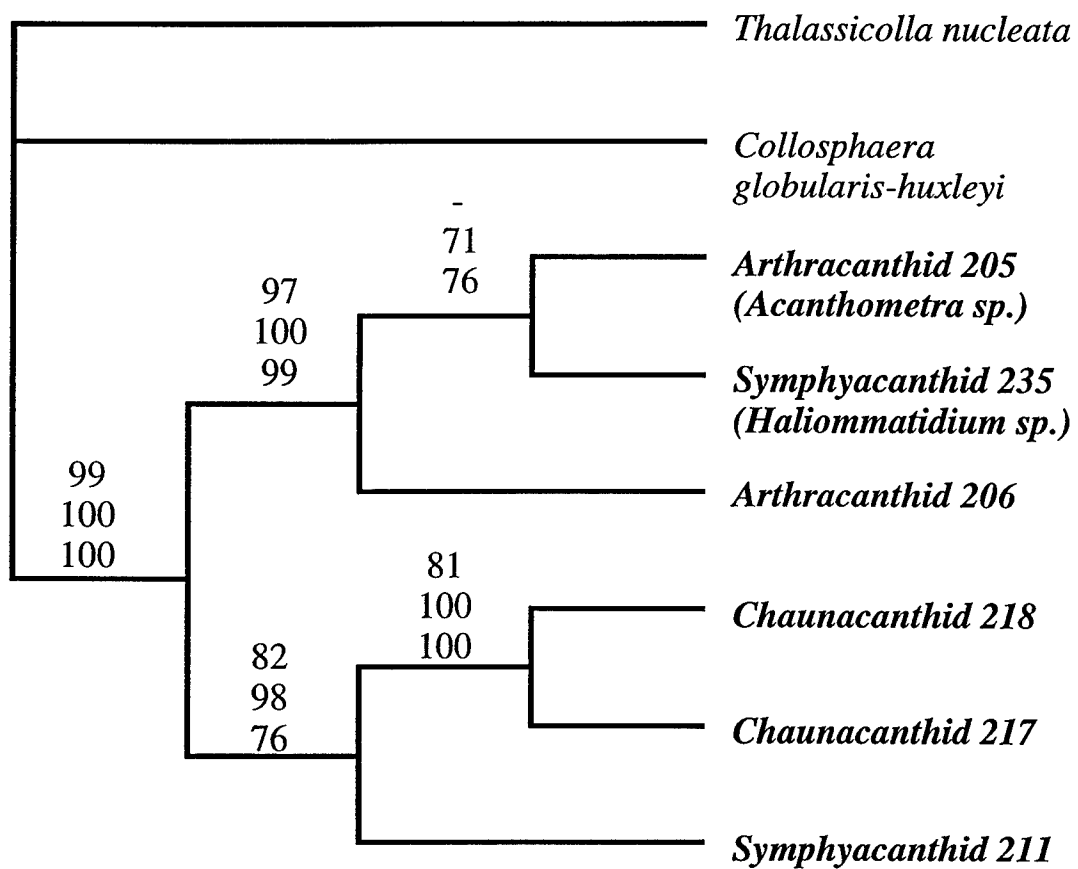 Thalassicolla nucleata
Collosphaera
globularis-huxleyi
-
71
76
Arthracanthid 205
(Acanthometra sp.)
97
100
99
Symphyacanthid 235
(Haliommatidium sp.)
99
100
100
Arthracanthid 206
81
100
100
Chaunacanthid 218
82
98
76
Chaunacanthid 217
Symphyacanthid 211